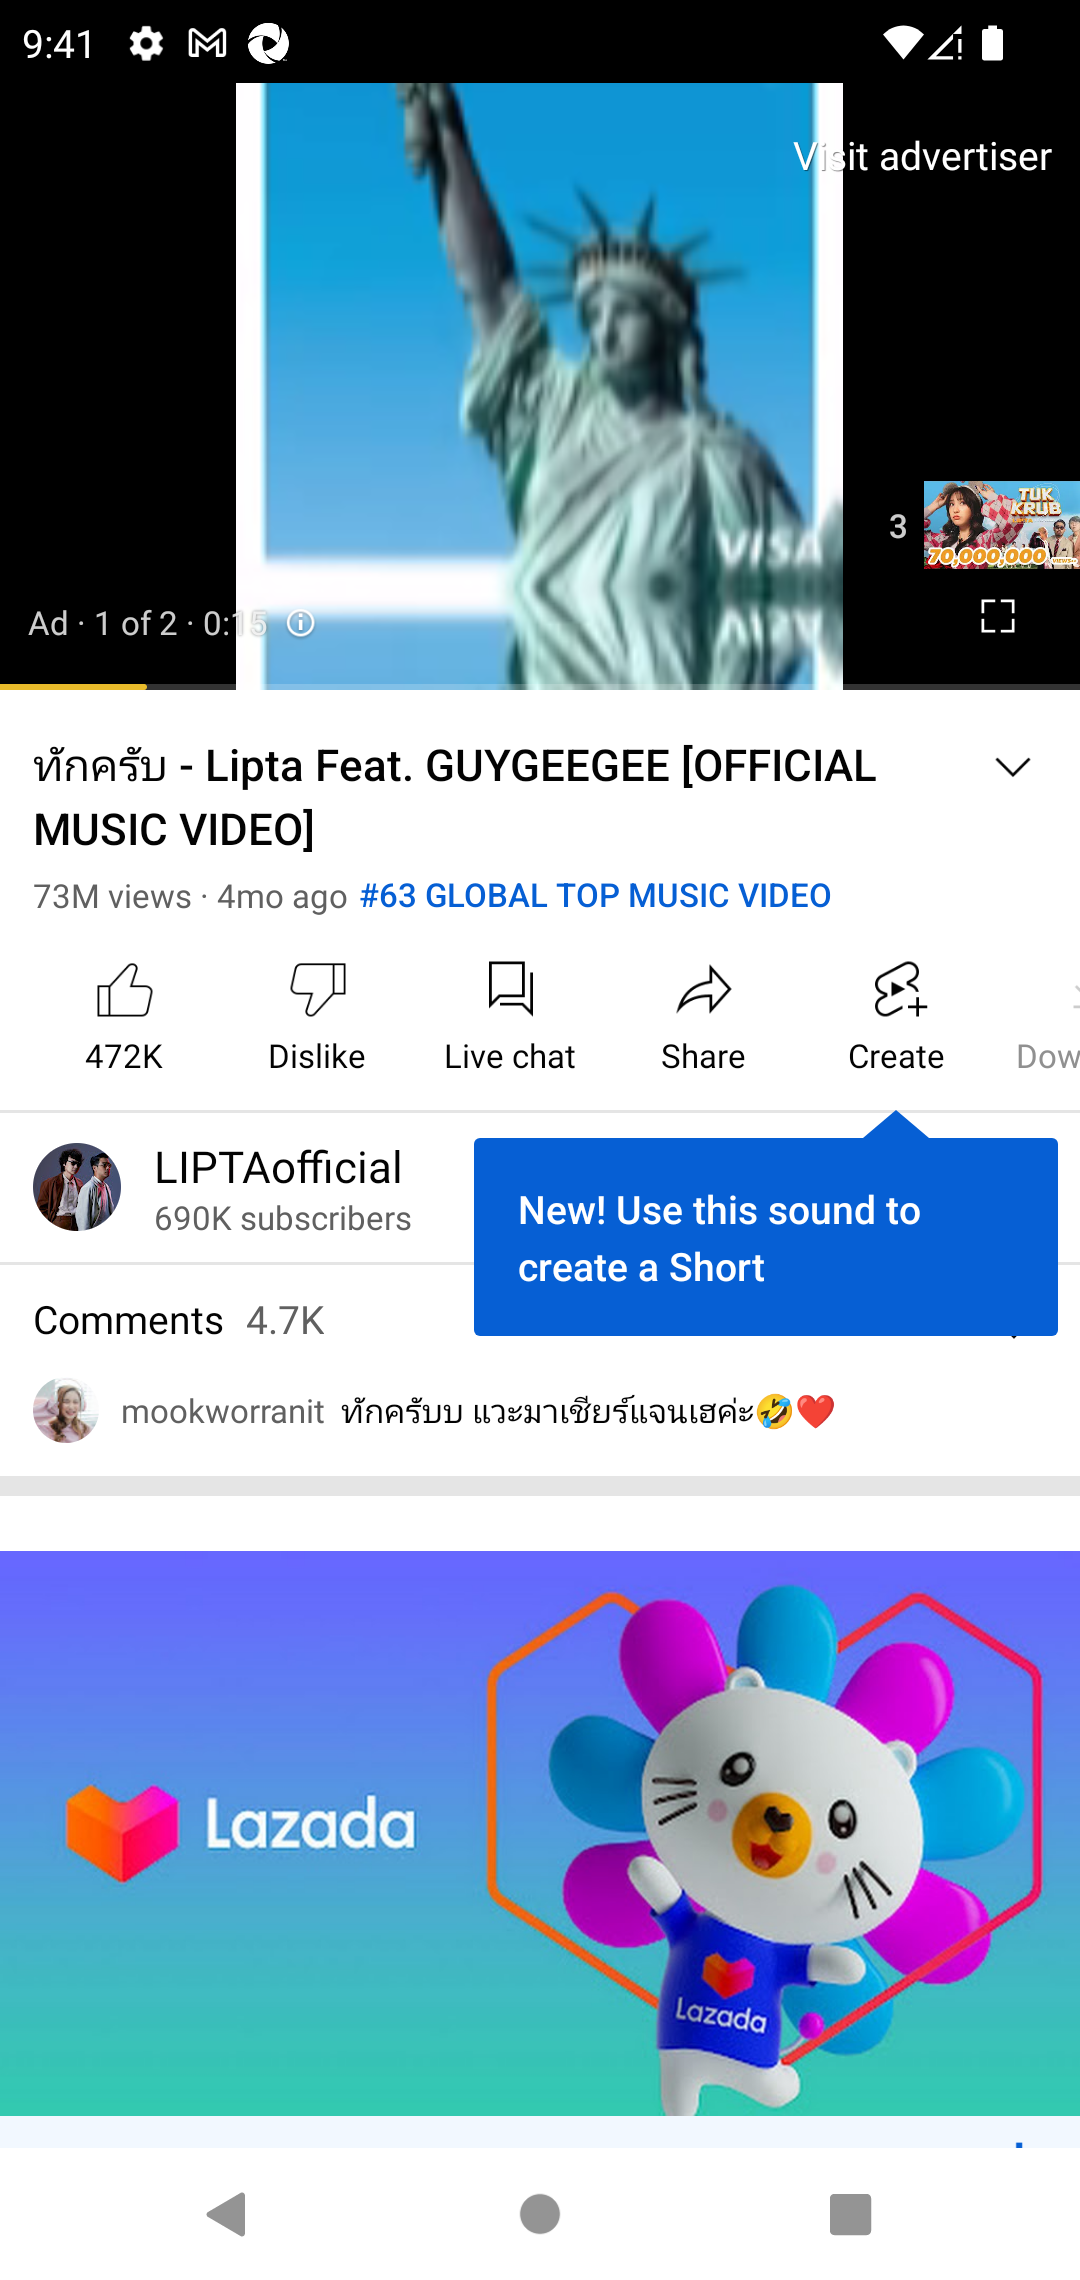 9:41
Visit advertiser
VISA
TUK
KRUB
70,000,000
3
Ad · 1 of 2 · 0:15
ทักครับ - Lipta Feat. GUYGEEGEE [OFFICIAL
MUSIC VIDEO]
73M views · 4mo ago #63 GLOBAL TOP MUSIC VIDEO
472K
Dislike
Live chat
Share
Create
Dow
LIPTAofficial
690K subscribers
New! Use this sound to
create a Short
Comments 4.7K
mookworranit ทักครับบ แวะมาเชียร์แจนเฮค่ะ🤣❤️
Lazada
Lazada